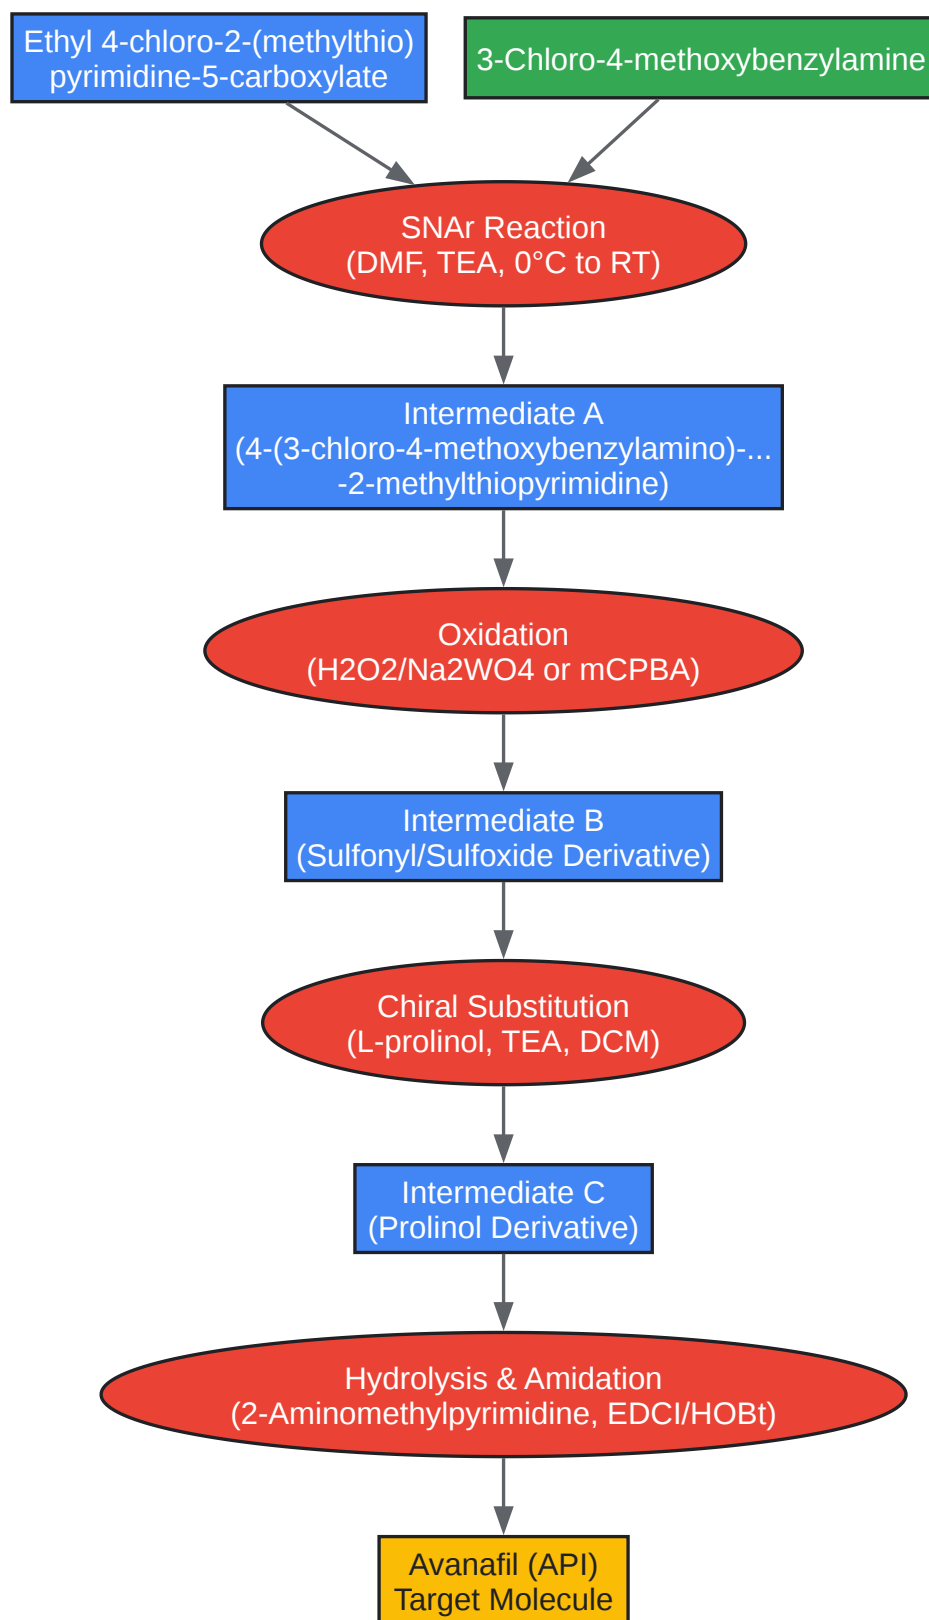 Ethyl 4-chloro-2-(methylthio)
pyrimidine-5-carboxylate
3-Chloro-4-methoxybenzylamine
SNAr Reaction
(DMF, TEA, 0°C to RT)
Intermediate A
(4-(3-chloro-4-methoxybenzylamino)-...
-2-methylthiopyrimidine)
Oxidation
(H2O2/Na2WO4 or mCPBA)
Intermediate B
(Sulfonyl/Sulfoxide Derivative)
Chiral Substitution
(L-prolinol, TEA, DCM)
Intermediate C
(Prolinol Derivative)
Hydrolysis & Amidation
(2-Aminomethylpyrimidine, EDCI/HOBt)
Avanafil (API)
Target Molecule